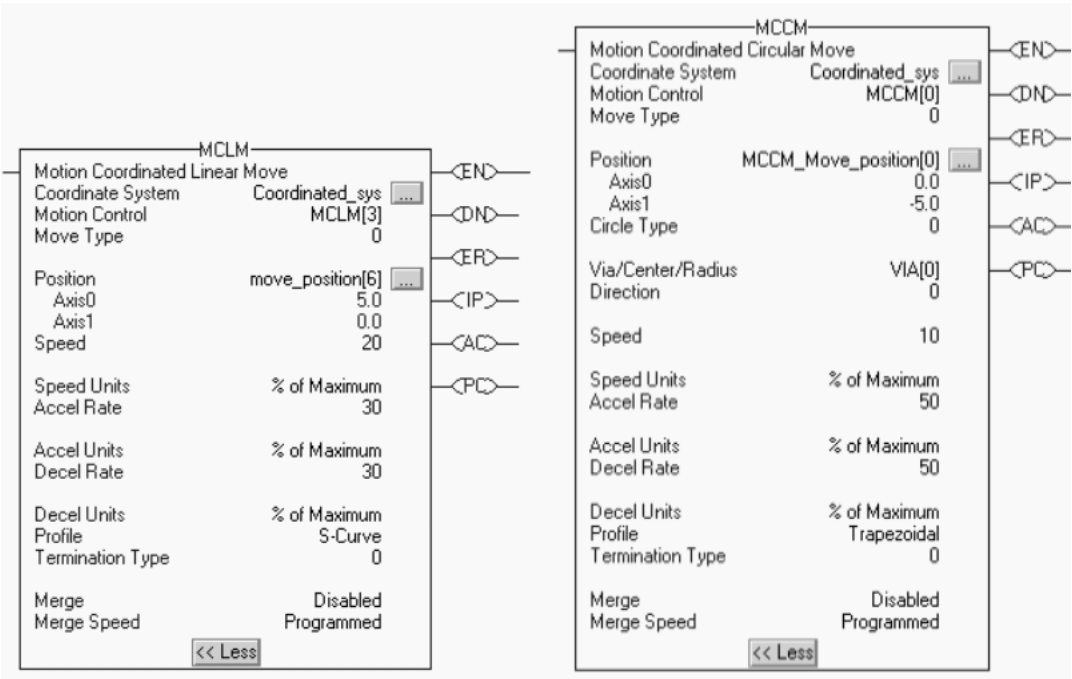 MCLM
Motion Coordinated Linear Move
Coordinate System Coordinated_sys ...
Motion Control MCLM[3]
Move Type 0
Position move_position[6] ...
Axis0 5.0
Axis1 0.0
Speed 20
Speed Units % of Maximum
Accel Rate 30
Accel Units % of Maximum
Decel Rate 30
Decel Units % of Maximum
Profile S-Curve
Termination Type 0
Merge Disabled
Merge Speed Programmed
<< Less
EN
DN
ER
IP
AC
PC
MCCM
Motion Coordinated Circular Move
Coordinate System Coordinated_sys ...
Motion Control MCCM[0]
Move Type 0
Position MCCM_Move_position[0] ...
Axis0 0.0
Axis1 -5.0
Circle Type 0
Via/Center/Radius VIA[0]
Direction 0
Speed 10
Speed Units % of Maximum
Accel Rate 50
Accel Units % of Maximum
Decel Rate 50
Decel Units % of Maximum
Profile Trapezoidal
Termination Type 0
Merge Disabled
Merge Speed Programmed
<< Less
EN
DN
ER
IP
AC
PC